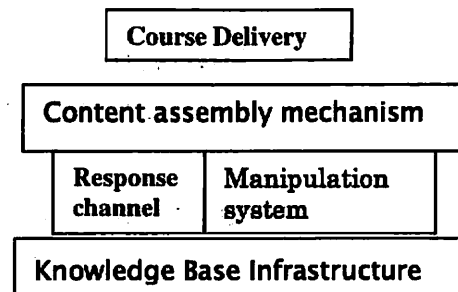 Course Delivery
Content assembly mechanism
Response channel
Manipulation system
Knowledge Base Infrastructure